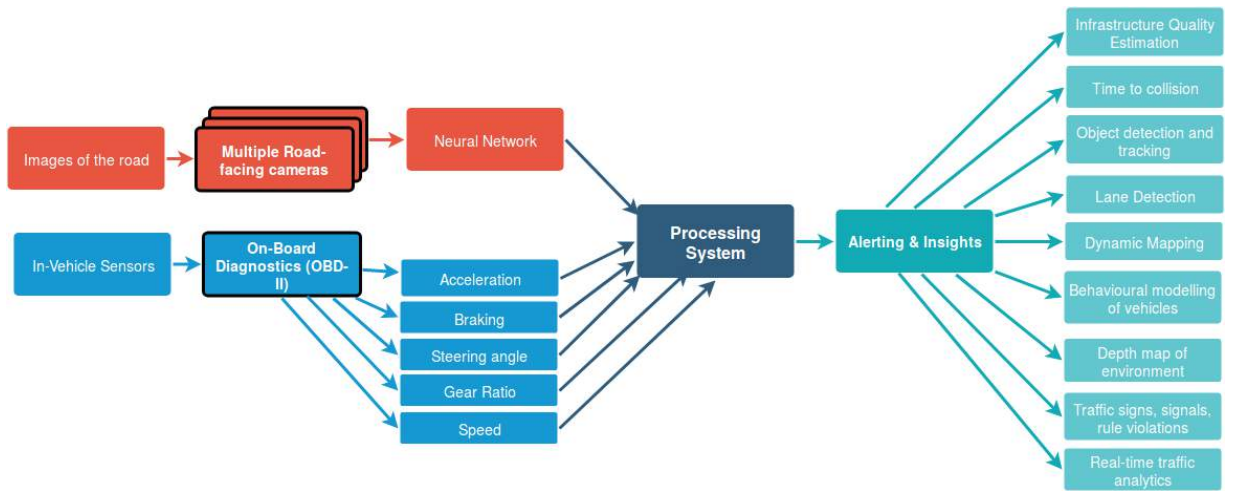 Images of the road
Multiple Road-
facing cameras
Neural Network
In-Vehicle Sensors
On-Board
Diagnostics (OBD-
II)
Acceleration
Braking
Steering angle
Gear Ratio
Speed
Processing
System
Alerting & Insights
Infrastructure Quality
Estimation
Time to collision
Object detection and
tracking
Lane Detection
Dynamic Mapping
Behavioural modelling
of vehicles
Depth map of
environment
Traffic signs, signals,
rule violations
Real-time traffic
analytics